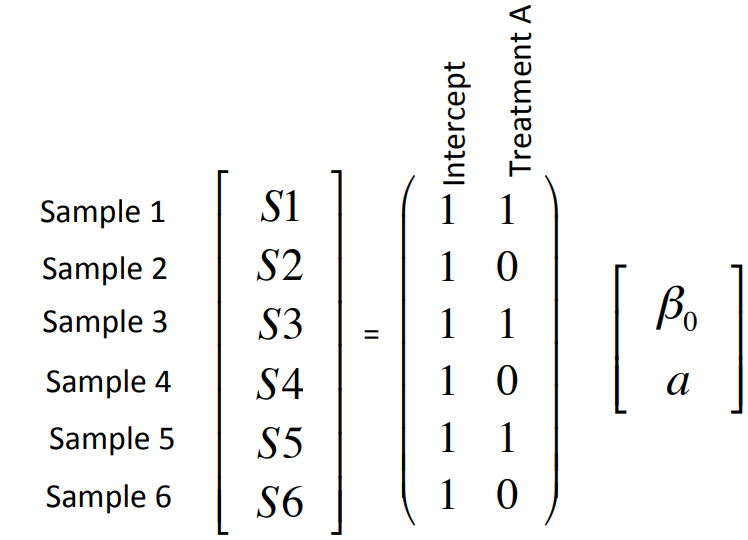 Intercept
Treatment A
Sample 1 S1 1 1
Sample 2 S2 1 0
Sample 3 S3 = 1 1
Sample 4 S4 1 0
Sample 5 S5 1 1
Sample 6 S6 1 0
β₀
a